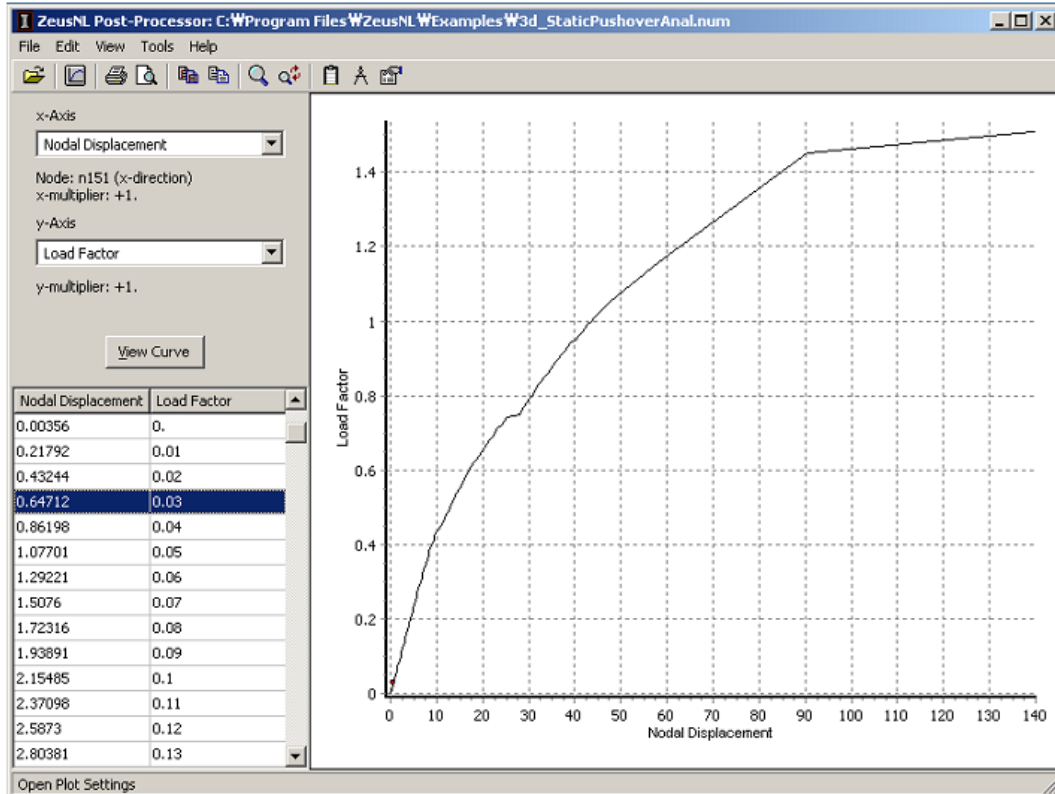 ZeusNL Post-Processor: C:₩Program Files₩ZeusNL₩Examples₩3d_StaticPushoverAnal.num
File Edit View Tools Help
x-Axis
Nodal Displacement
Node: n151 (x-direction)
x-multiplier: +1.
y-Axis
Load Factor
y-multiplier: +1.
View Curve
Nodal Displacement Load Factor
0.00356 0.
0.21792 0.01
0.43244 0.02
0.64712 0.03
0.86198 0.04
1.07701 0.05
1.29221 0.06
1.5076 0.07
1.72316 0.08
1.93891 0.09
2.15485 0.1
2.37098 0.11
2.5873 0.12
2.80381 0.13
Load Factor
1.4
1.2
1
0.8
0.6
0.4
0.2
0
0 10 20 30 40 50 60 70 80 90 100 110 120 130 140
Nodal Displacement
Open Plot Settings